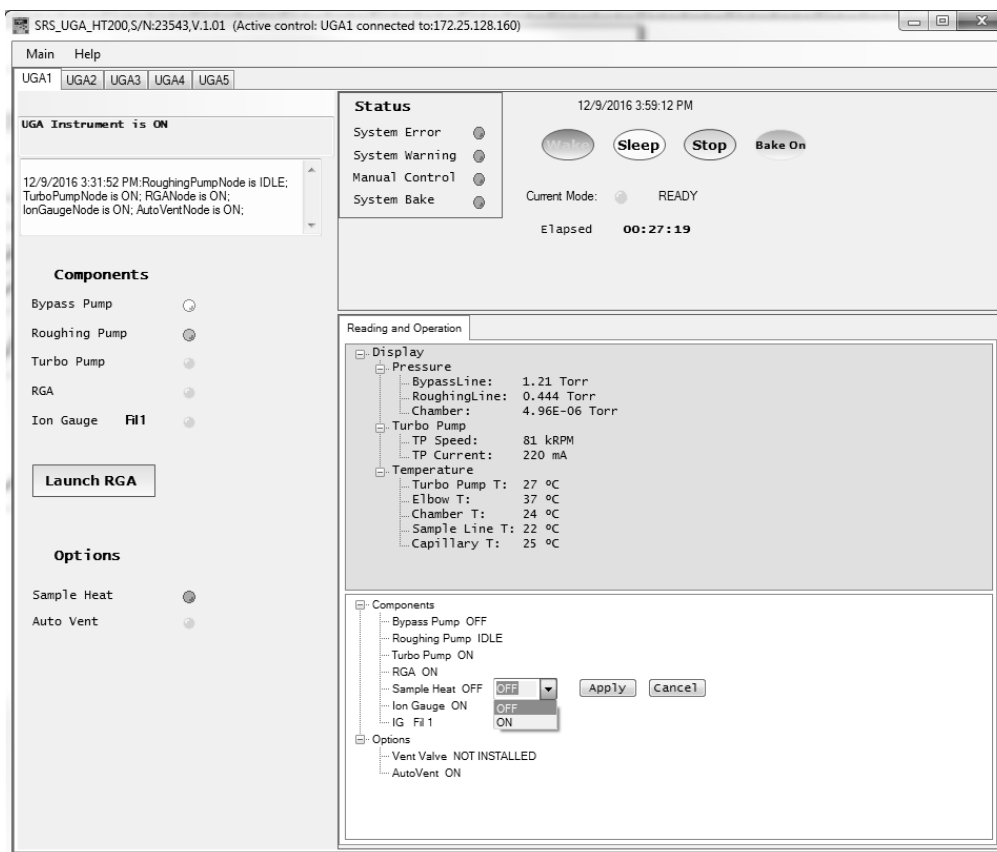 SRS_UGA_HT200,S/N:23543,V.1.01 (Active control: UGA1 connected to:172.25.128.160)
Main Help
UGA1 UGA2 UGA3 UGA4 UGA5
UGA Instrument is ON
12/9/2016 3:31:52 PM:RoughingPumpNode is IDLE;
TurboPumpNode is ON; RGANode is ON;
IonGaugeNode is ON; AutoVentNode is ON;
Components
Bypass Pump
Roughing Pump
Turbo Pump
RGA
Ion Gauge Fil1
Launch RGA
Options
Sample Heat
Auto Vent
Status
System Error
System Warning
Manual Control
System Bake
12/9/2016 3:59:12 PM
Wake Sleep Stop Bake On
Current Mode: READY
Elapsed 00:27:19
Reading and Operation
Display
Pressure
BypassLine: 1.21 Torr
RoughingLine: 0.444 Torr
Chamber: 4.96E-06 Torr
Turbo Pump
TP Speed: 81 kRPM
TP Current: 220 mA
Temperature
Turbo Pump T: 27 ºC
Elbow T: 37 ºC
Chamber T: 24 ºC
Sample Line T: 22 ºC
Capillary T: 25 ºC
Components
Bypass Pump OFF
Roughing Pump IDLE
Turbo Pump ON
RGA ON
Sample Heat OFF OFF Apply Cancel
Ion Gauge ON OFF
IG Fil 1 ON
Options
Vent Valve NOT INSTALLED
AutoVent ON